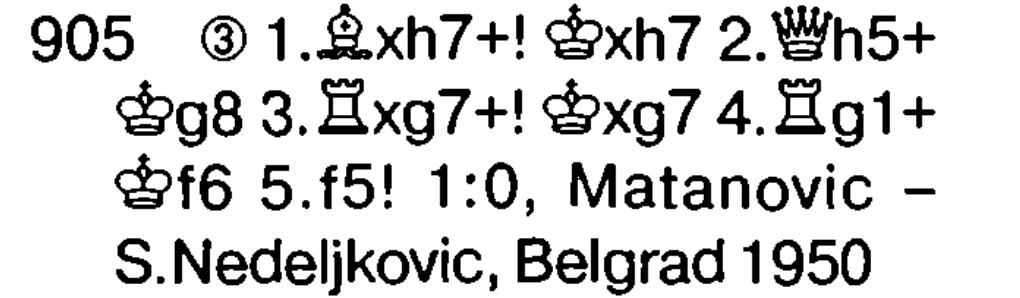 905 ③ 1.♗xh7+! ♔xh7 2.♕h5+
♔g8 3.♖xg7+! ♔xg7 4.♖g1+
♔f6 5.f5! 1:0, Matanovic –
S.Nedeljkovic, Belgrad 1950